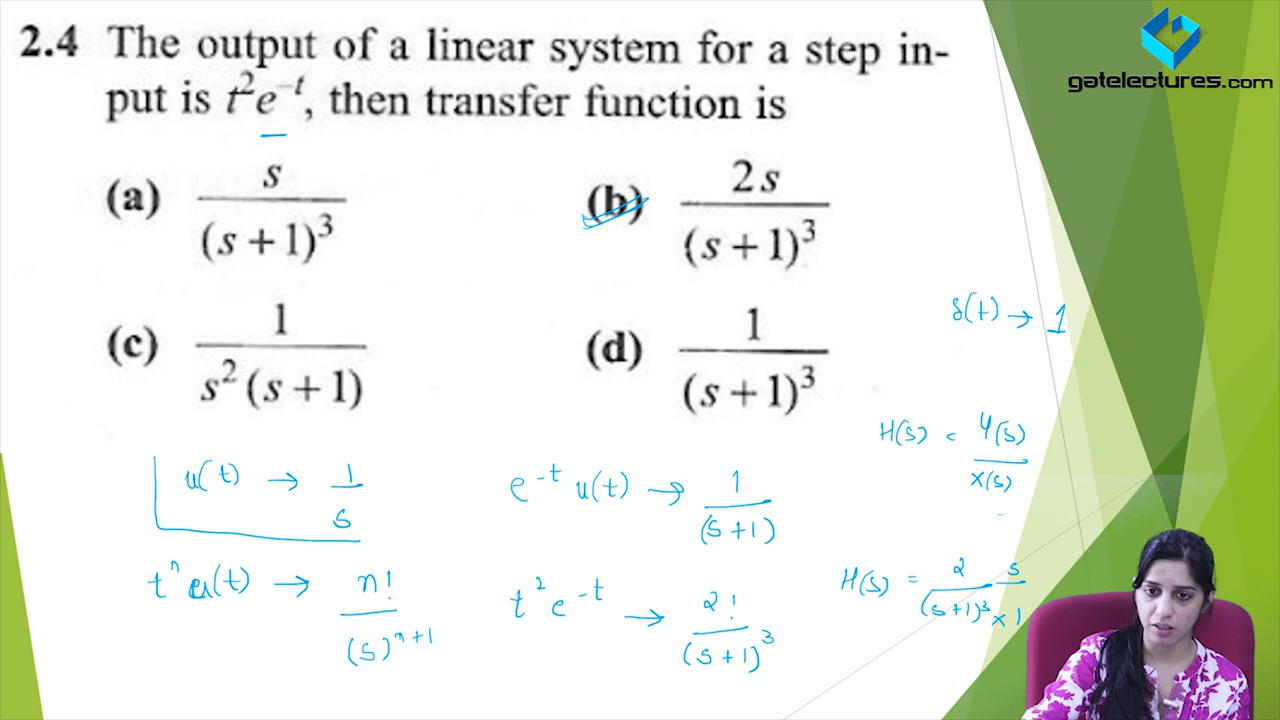 2.4 The output of a linear system for a step in-
put is t²e⁻ᵗ, then transfer function is
(a) s/(s+1)³ (b) 2s/(s+1)³
(c) 1/s²(s+1) (d) 1/(s+1)³
gatelectures.com
δ(t) → 1
H(s) = Y(s)/X(s)
u(t) → 1/s
e⁻ᵗ u(t) → 1/(s+1)
tⁿ u(t) → n!/(s)ⁿ⁺¹
t² e⁻ᵗ → 2!/(s+1)³
H(s) = 2/(s+1)³ × s/1